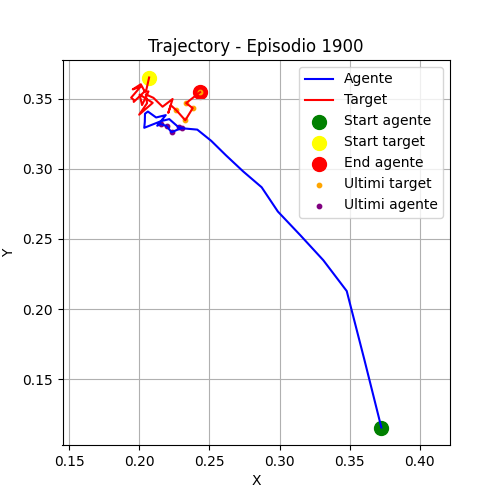 Trajectory - Episodio 1900
Agente
Target
Start agente
Start target
End agente
Ultimi target
Ultimi agente
Y
0.35
0.30
0.25
0.20
0.15
0.15
0.20
0.25
0.30
0.35
0.40
X